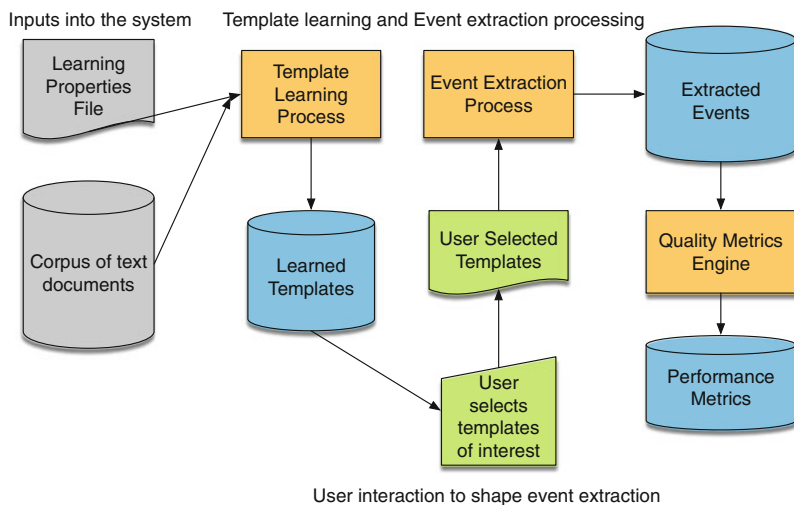 Inputs into the system
Template learning and Event extraction processing
Learning
Properties
File
Template
Learning
Process
Event Extraction
Process
Extracted
Events
Corpus of text
documents
Learned
Templates
User Selected
Templates
Quality Metrics
Engine
User
selects
templates
of interest
Performance
Metrics
User interaction to shape event extraction